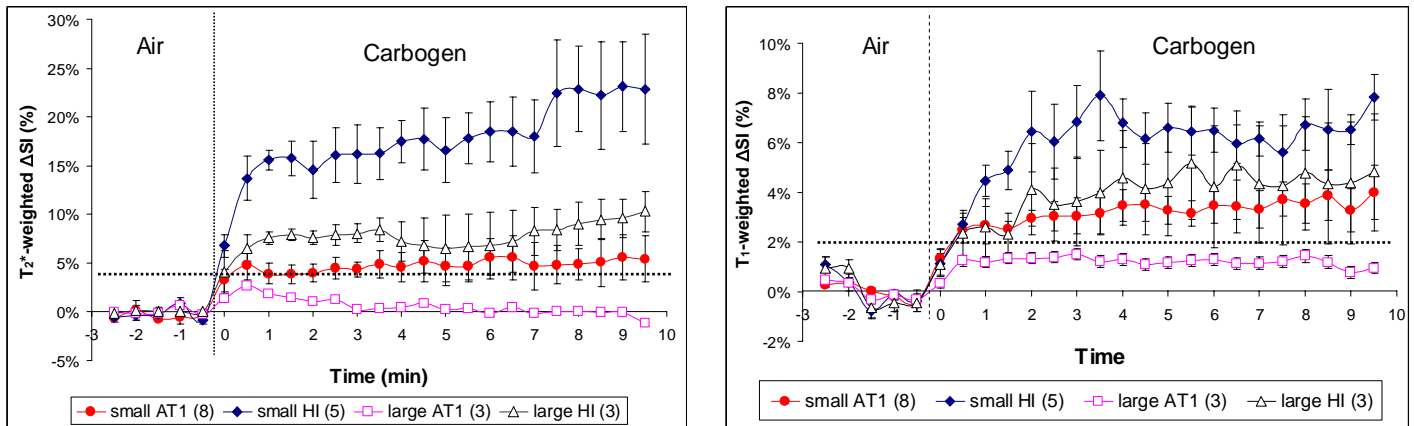 30%
25%
20%
15%
10%
5%
0%
-5%
T2*-weighted ΔSI (%)
Air
Carbogen
-3 -2 -1 0 1 2 3 4 5 6 7 8 9 10
Time (min)
small AT1 (8) small HI (5) large AT1 (3) large HI (3)
10%
8%
6%
4%
2%
0%
-2%
T1-weighted ΔSI (%)
Air
Carbogen
-3 -2 -1 0 1 2 3 4 5 6 7 8 9 10
Time
small AT1 (8) small HI (5) large AT1 (3) large HI (3)